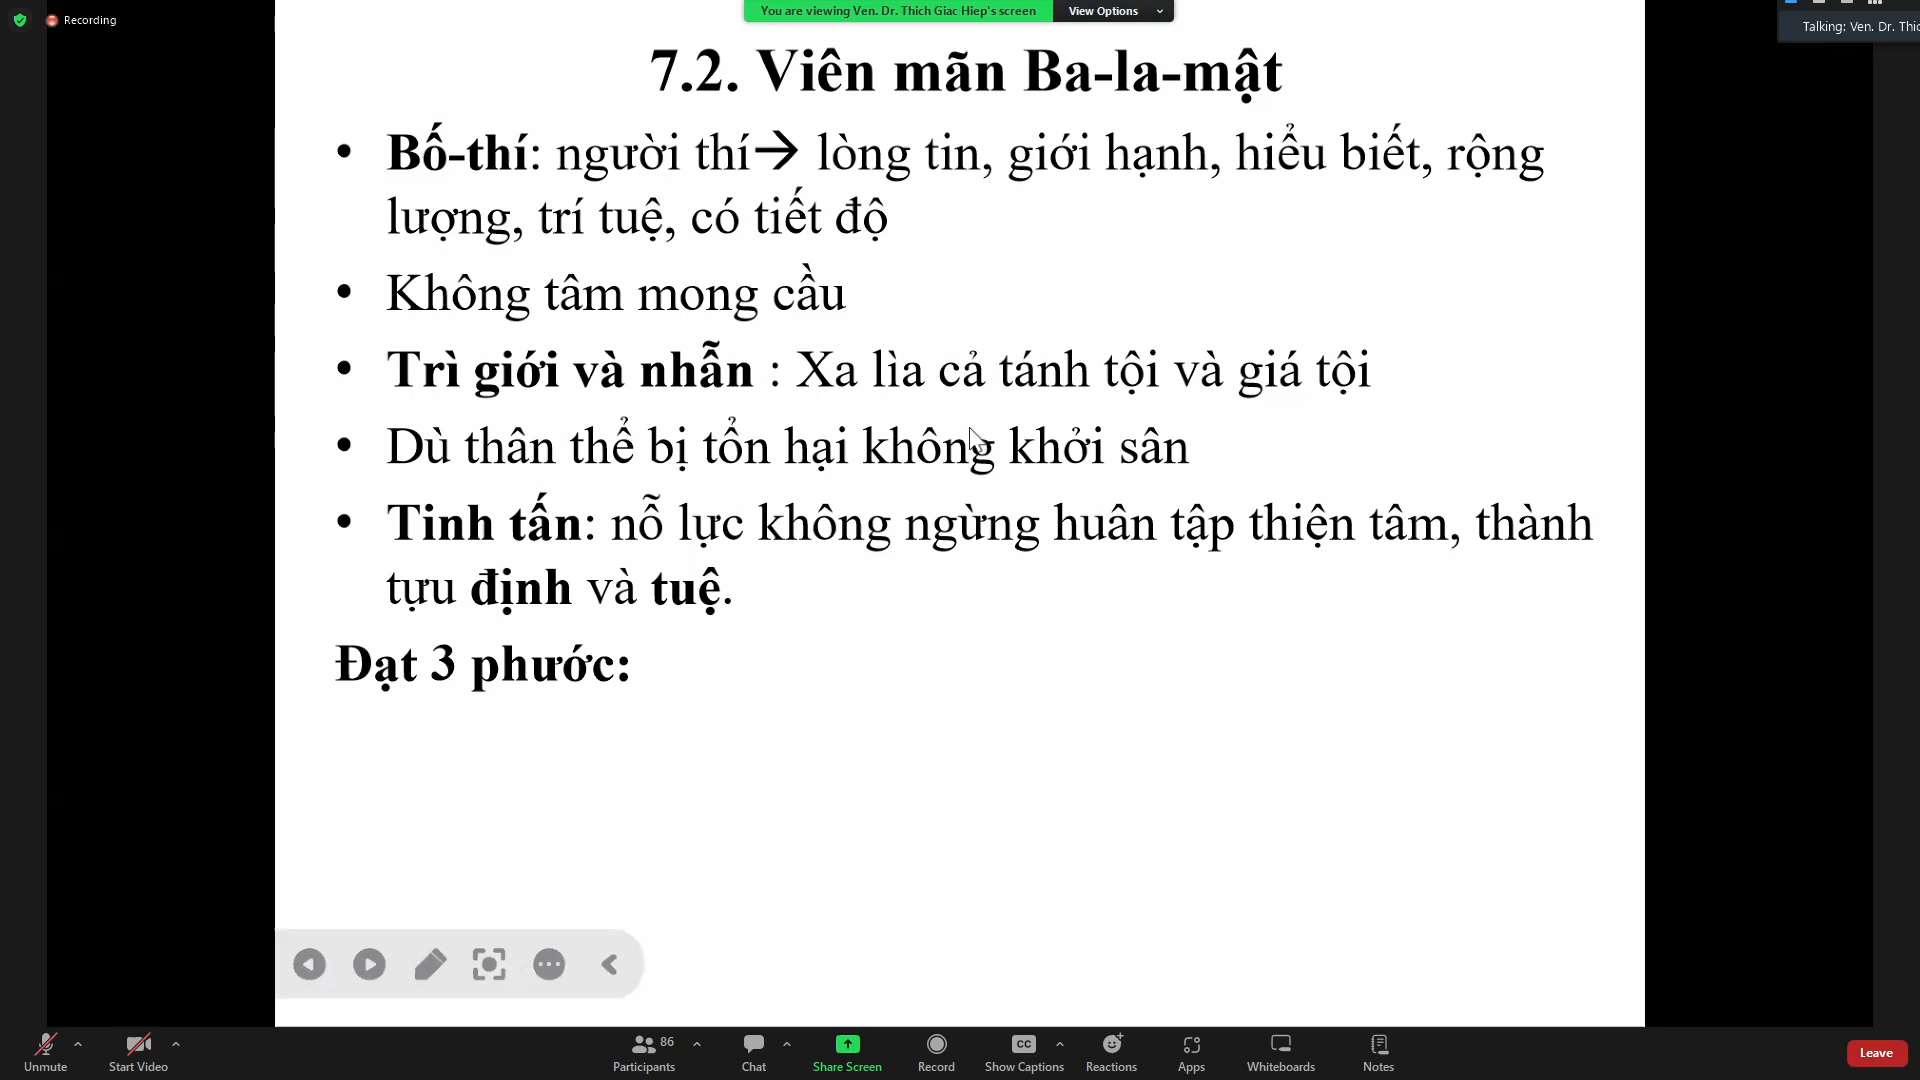 Recording
You are viewing Ven. Dr. Thich Giac Hiep's screen View Options
Talking: Ven. Dr. Thic
7.2. Viên mãn Ba-la-mật
• Bố-thí: người thí→ lòng tin, giới hạnh, hiểu biết, rộng
lượng, trí tuệ, có tiết độ
• Không tâm mong cầu
• Trì giới và nhẫn : Xa lìa cả tánh tội và giá tội
• Dù thân thể bị tổn hại không khởi sân
• Tinh tấn: nỗ lực không ngừng huân tập thiện tâm, thành
tựu định và tuệ.
Đạt 3 phước:
86
CC
Unmute Start Video Participants Chat Share Screen Record Show Captions Reactions Apps Whiteboards Notes Leave